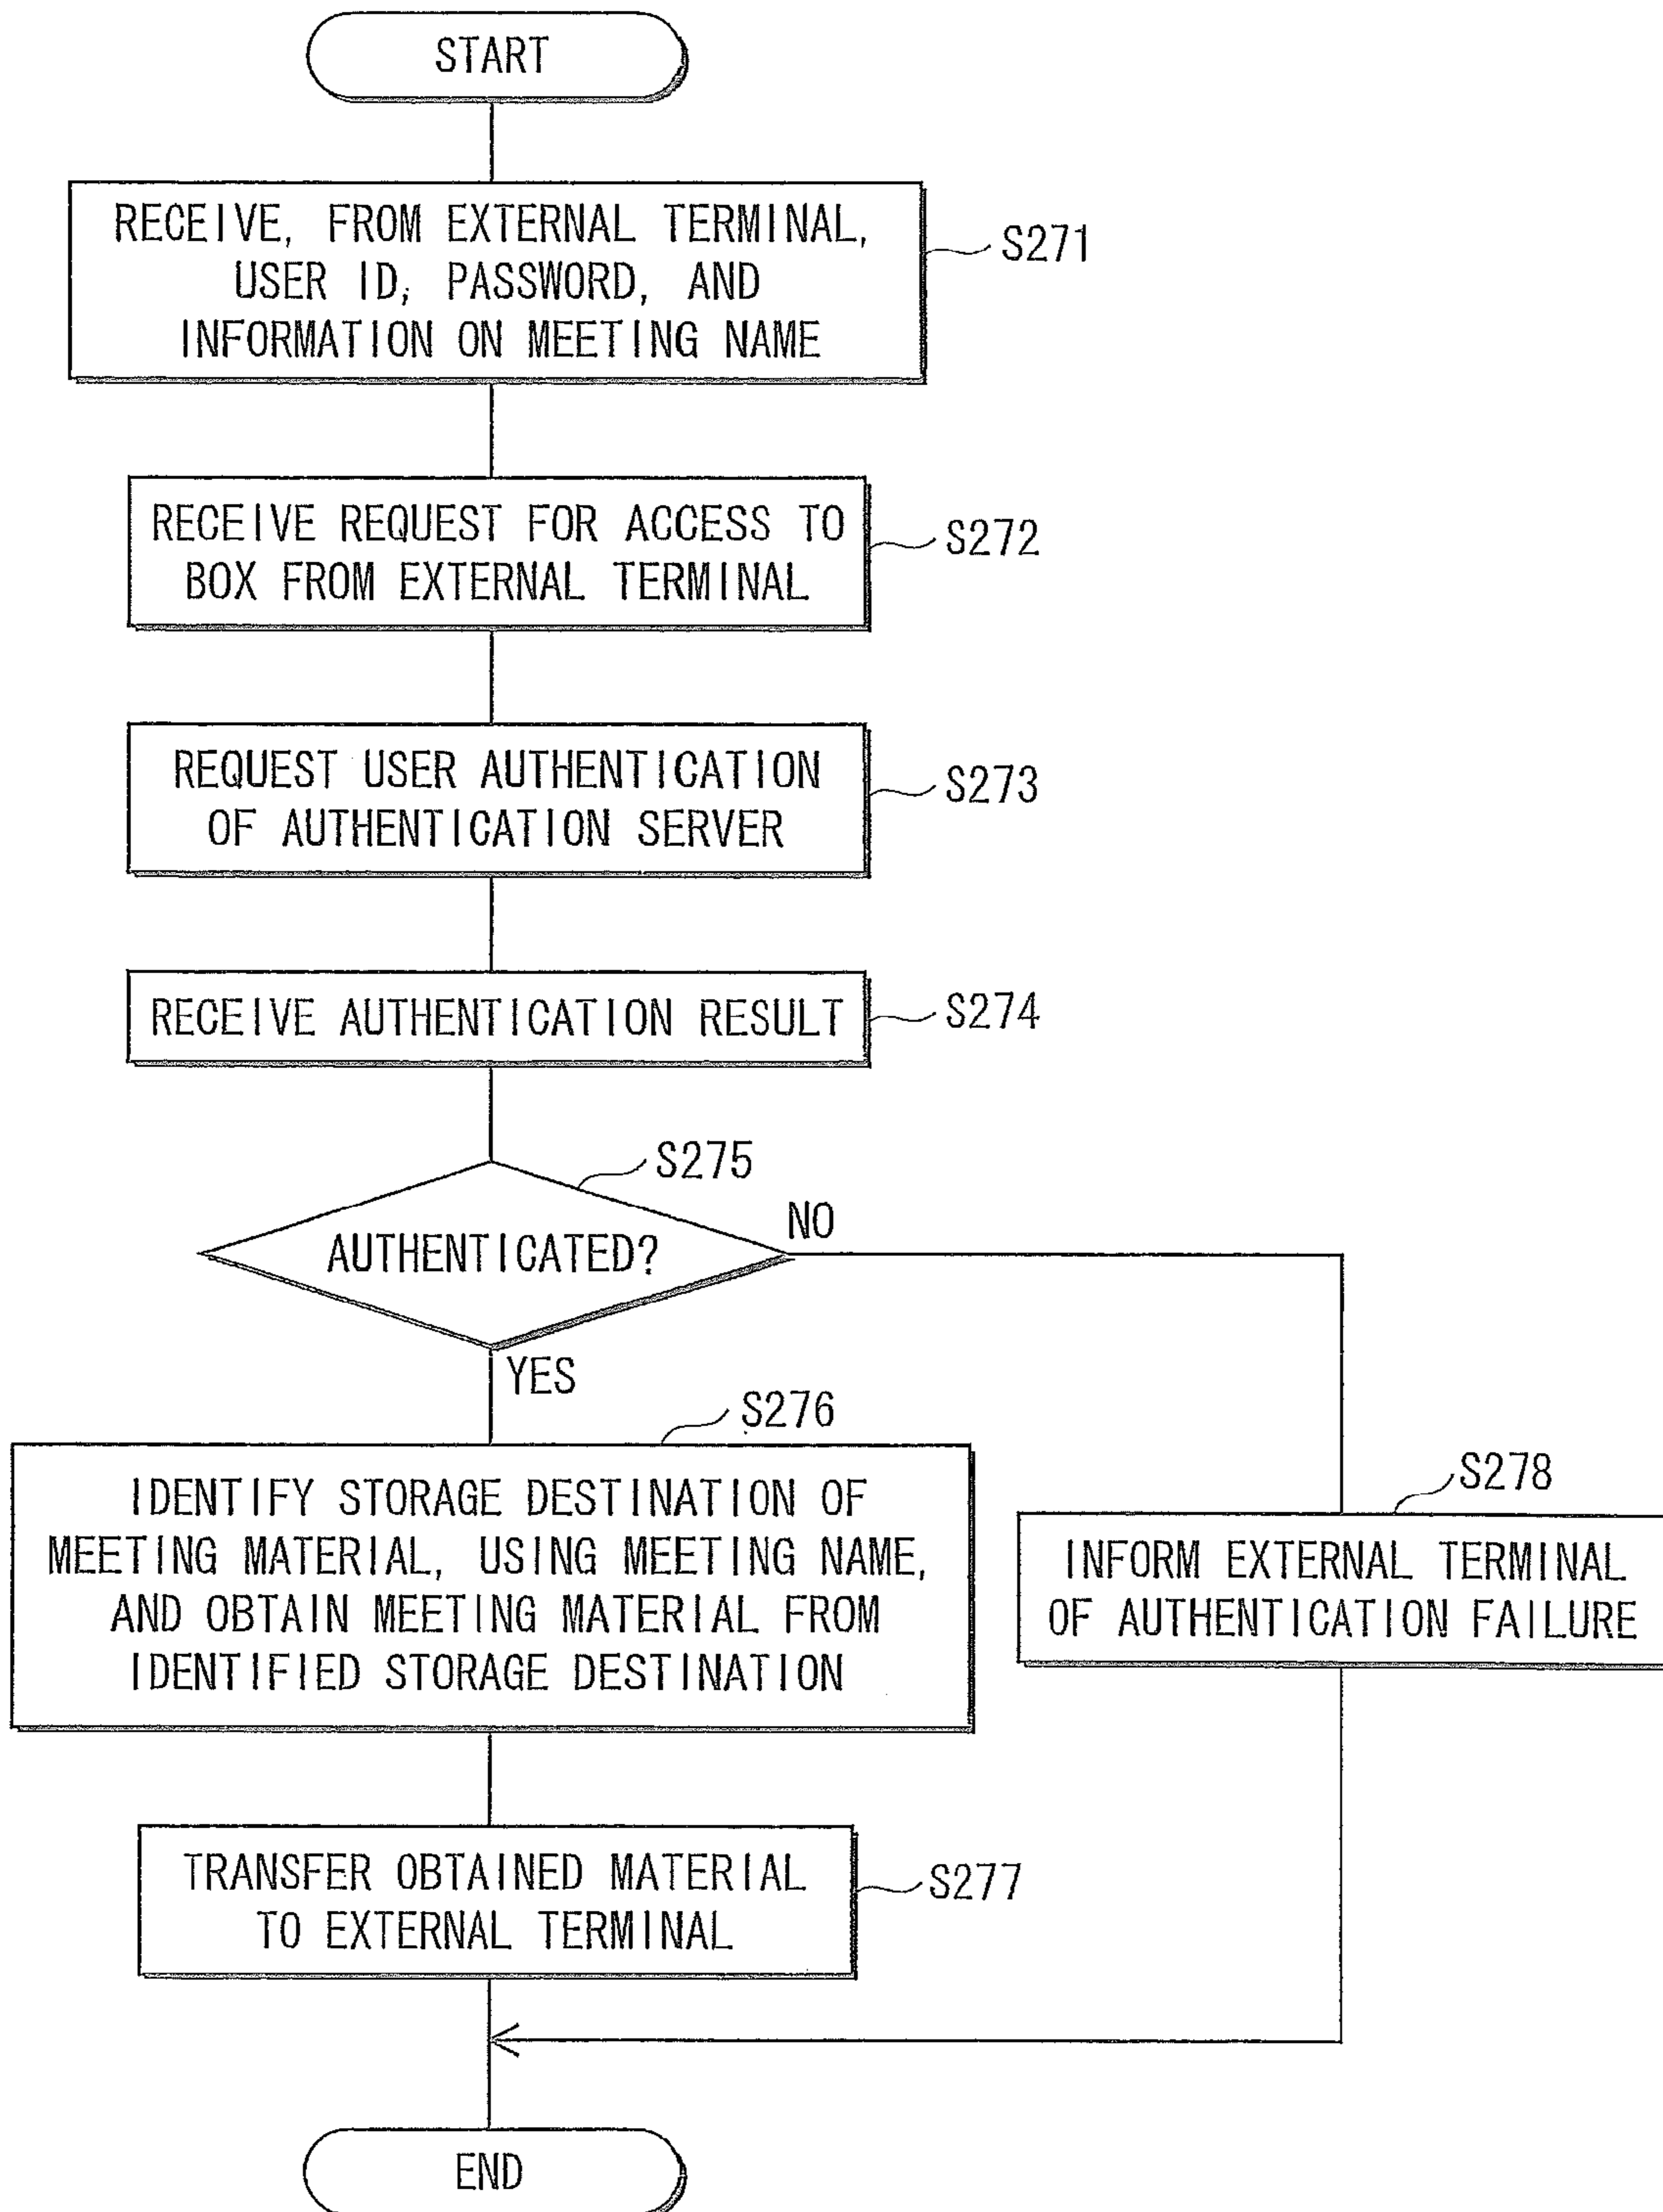 START
RECEIVE, FROM EXTERNAL TERMINAL,
USER ID, PASSWORD, AND
INFORMATION ON MEETING NAME
S271
RECEIVE REQUEST FOR ACCESS TO
BOX FROM EXTERNAL TERMINAL
S272
REQUEST USER AUTHENTICATION
OF AUTHENTICATION SERVER
S273
RECEIVE AUTHENTICATION RESULT
S274
S275
AUTHENTICATED?
NO
YES
S276
IDENTIFY STORAGE DESTINATION OF
MEETING MATERIAL, USING MEETING NAME,
AND OBTAIN MEETING MATERIAL FROM
IDENTIFIED STORAGE DESTINATION
S278
INFORM EXTERNAL TERMINAL
OF AUTHENTICATION FAILURE
TRANSFER OBTAINED MATERIAL
TO EXTERNAL TERMINAL
S277
END